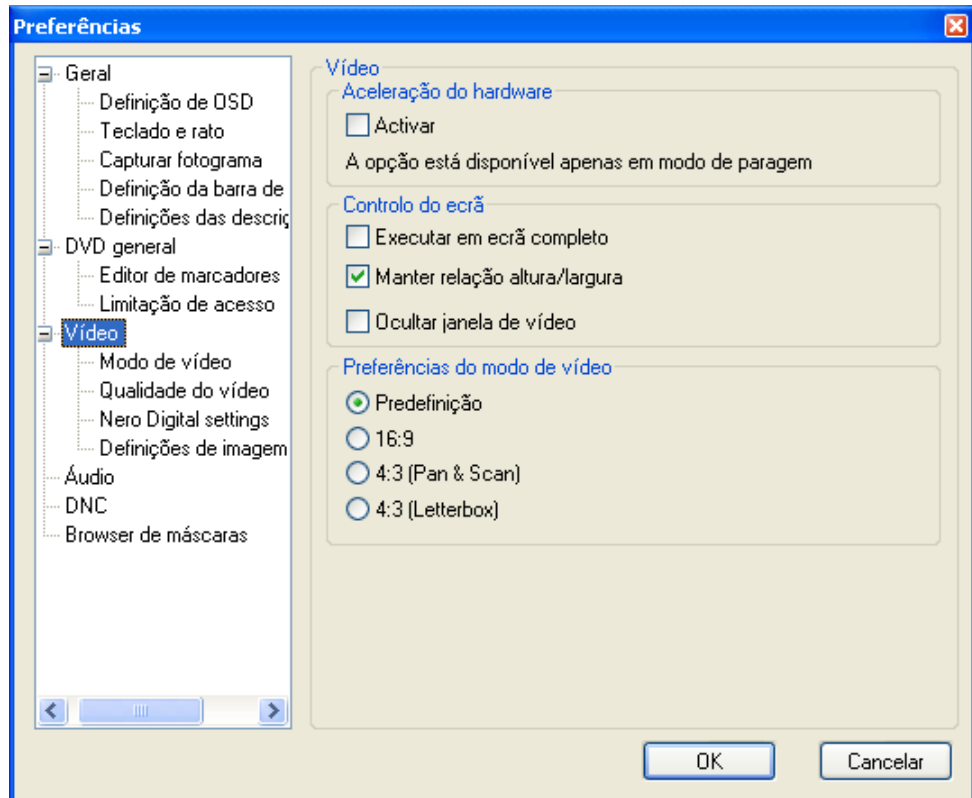 Preferências
Geral
Definição de OSD
Teclado e rato
Capturar fotograma
Definição da barra de
Definições das descriç
DVD general
Editor de marcadores
Limitação de acesso
Vídeo
Modo de vídeo
Qualidade do vídeo
Nero Digital settings
Definições de imagem
Áudio
DNC
Browser de máscaras
Vídeo
Aceleração do hardware
Activar
A opção está disponível apenas em modo de paragem
Controlo do ecrã
Executar em ecrã completo
Manter relação altura/largura
Ocultar janela de vídeo
Preferências do modo de vídeo
Predefinição
16:9
4:3 (Pan & Scan)
4:3 (Letterbox)
OK
Cancelar